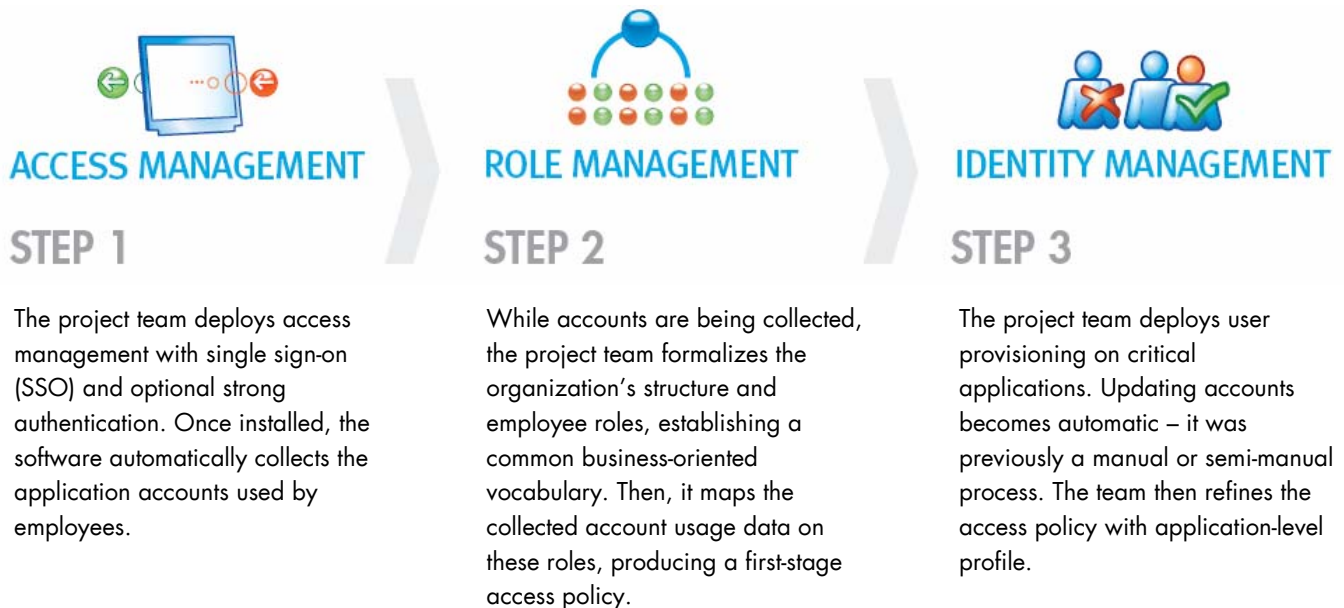 ACCESS MANAGEMENT
STEP 1
The project team deploys access
management with single sign-on
(SSO) and optional strong
authentication. Once installed, the
software automatically collects the
application accounts used by
employees.
ROLE MANAGEMENT
STEP 2
While accounts are being collected,
the project team formalizes the
organization's structure and
employee roles, establishing a
common business-oriented
vocabulary. Then, it maps the
collected account usage data on
these roles, producing a first-stage
access policy.
IDENTITY MANAGEMENT
STEP 3
The project team deploys user
provisioning on critical
applications. Updating accounts
becomes automatic – it was
previously a manual or semi-manual
process. The team then refines the
access policy with application-level
profile.